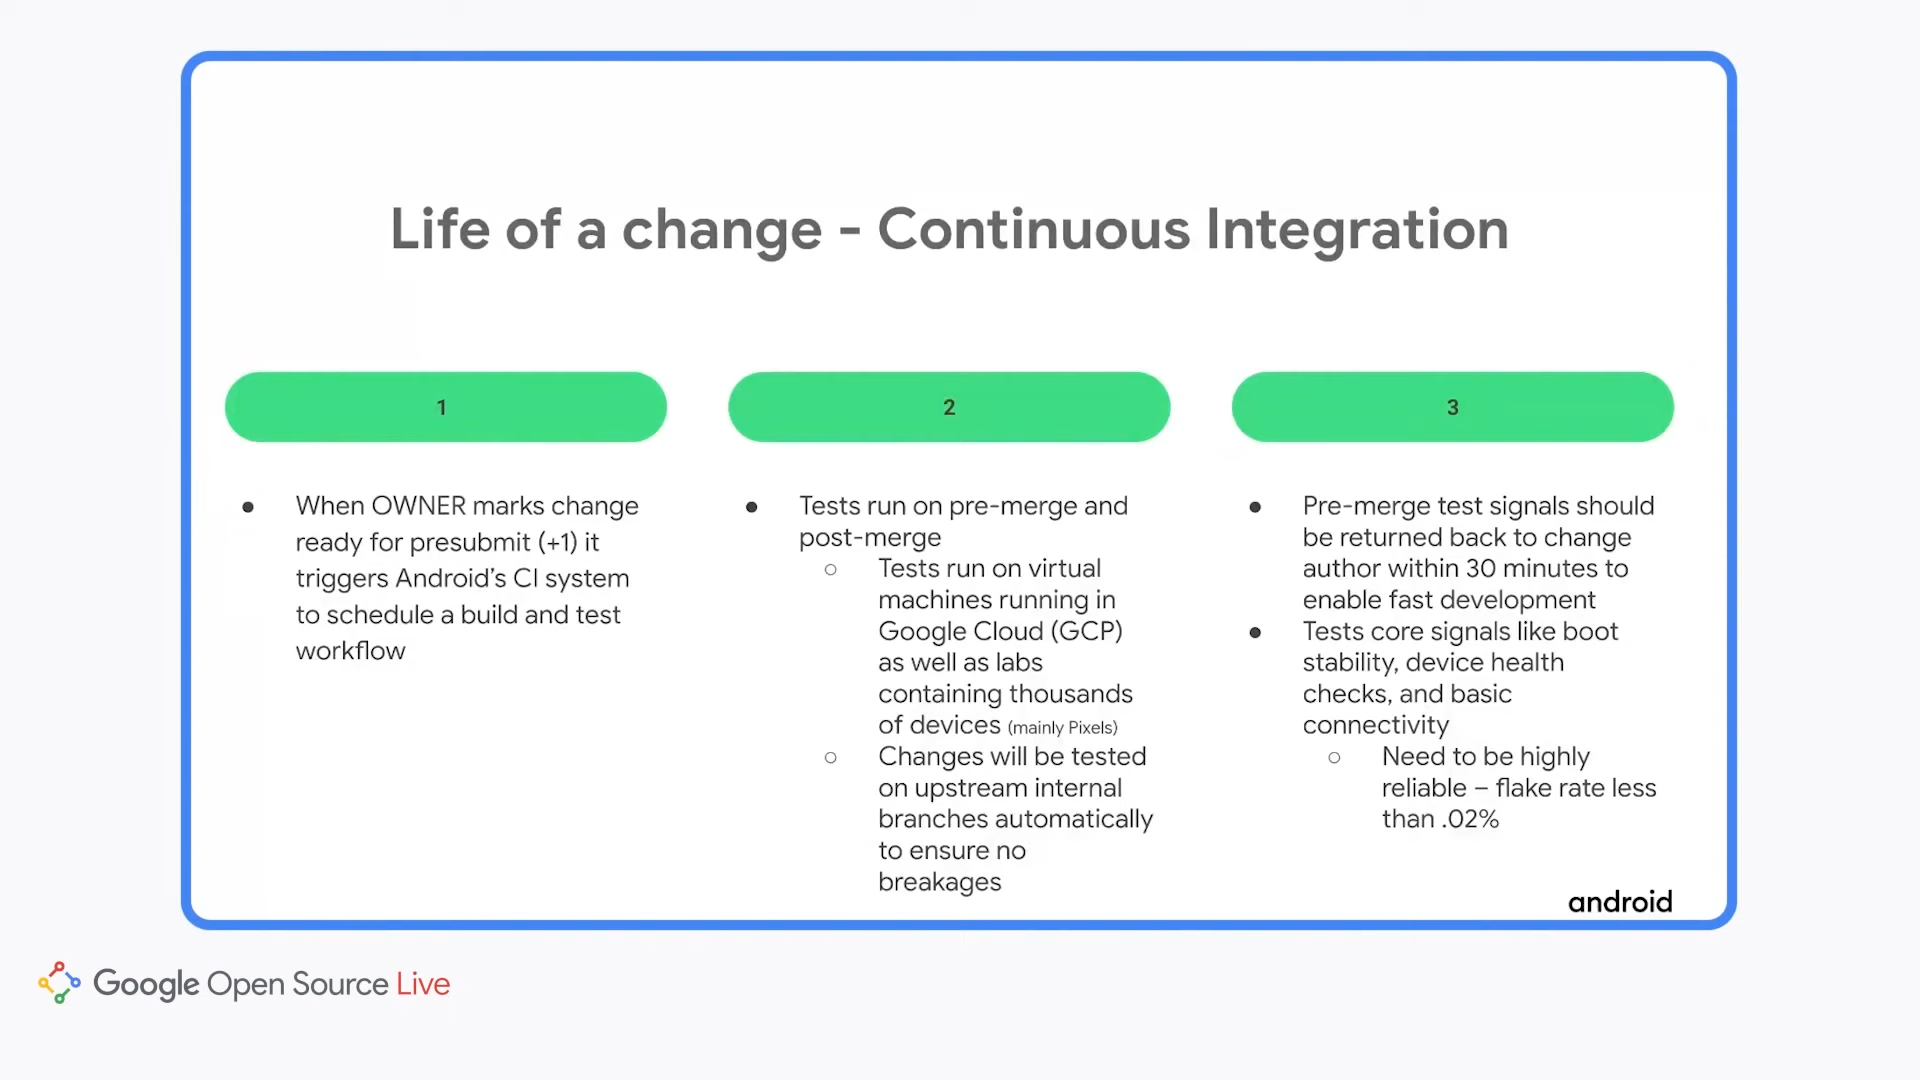 Life of a change - Continuous Integration
1
● When OWNER marks change
ready for presubmit (+1) it
triggers Android’s CI system
to schedule a build and test
workflow
2
● Tests run on pre-merge and
post-merge
○ Tests run on virtual
machines running in
Google Cloud (GCP)
as well as labs
containing thousands
of devices (mainly Pixels)
○ Changes will be tested
on upstream internal
branches automatically
to ensure no
breakages
3
● Pre-merge test signals should
be returned back to change
author within 30 minutes to
enable fast development
● Tests core signals like boot
stability, device health
checks, and basic
connectivity
○ Need to be highly
reliable – flake rate less
than .02%
android
Google Open Source Live